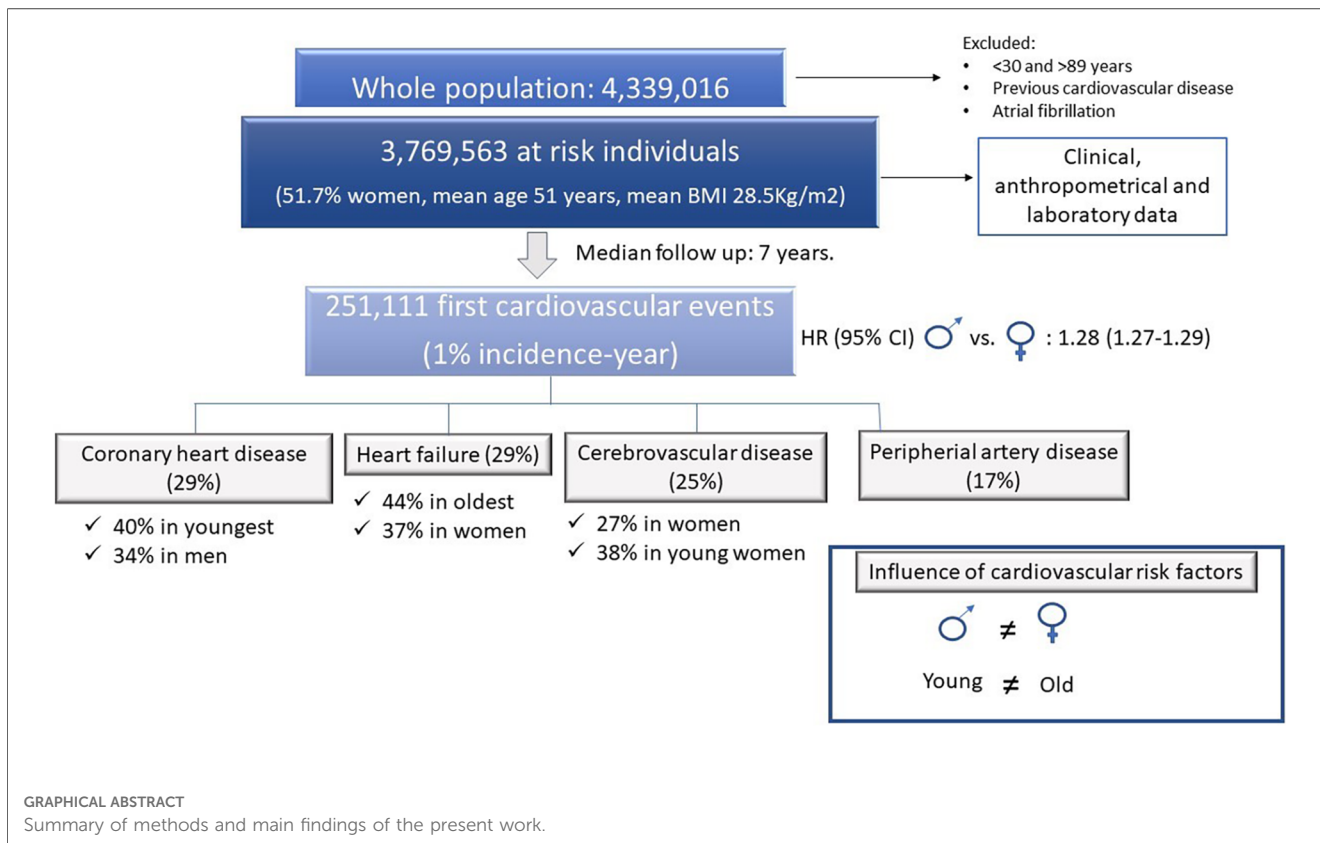 Whole population: 4,339,016
Excluded:
• <30 and >89 years
• Previous cardiovascular disease
• Atrial fibrillation
3,769,563 at risk individuals
(51.7% women, mean age 51 years, mean BMI 28.5Kg/m2)
Clinical,
anthropometrical and
laboratory data
Median follow up: 7 years.
251,111 first cardiovascular events
(1% incidence-year)
HR (95% CI) ♂ vs. ♀ : 1.28 (1.27-1.29)
Coronary heart disease
(29%)
✓ 40% in youngest
✓ 34% in men
Heart failure (29%)
✓ 44% in oldest
✓ 37% in women
Cerebrovascular disease
(25%)
✓ 27% in women
✓ 38% in young women
Peripherial artery disease
(17%)
Influence of cardiovascular risk factors
♂ ≠ ♀
Young ≠ Old
GRAPHICAL ABSTRACT
Summary of methods and main findings of the present work.